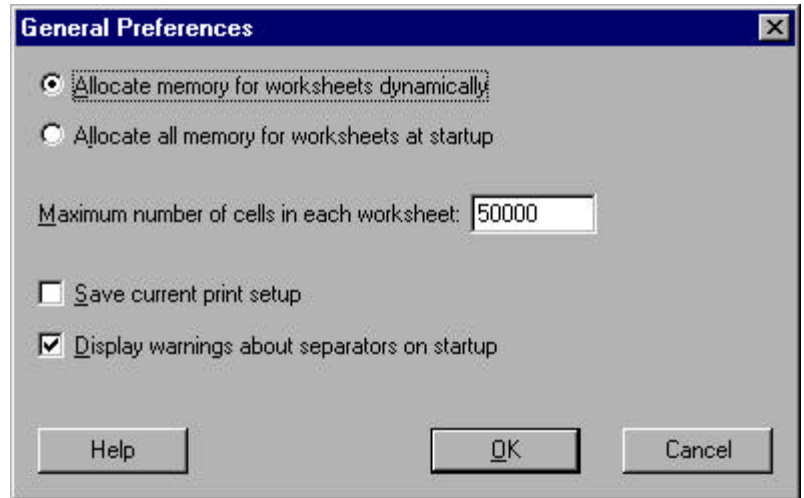 General Preferences
Allocate memory for worksheets dynamically
Allocate all memory for worksheets at startup
Maximum number of cells in each worksheet: 50000
Save current print setup
Display warnings about separators on startup
Help OK Cancel